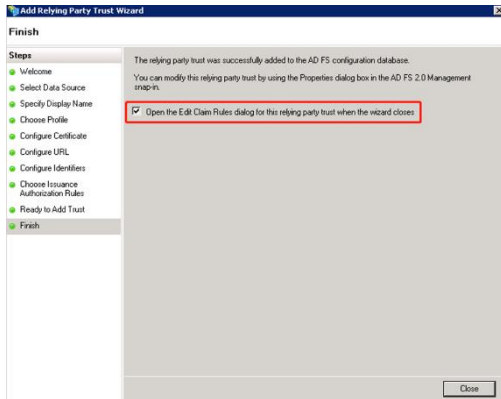 Add Relying Party Trust Wizard
Finish
Steps
Welcome
Select Data Source
Specify Display Name
Choose Profile
Configure Certificate
Configure URL
Configure Identifiers
Choose Issuance
Authorization Rules
Ready to Add Trust
Finish
The relying party trust was successfully added to the AD FS configuration database.
You can modify this relying party trust by using the Properties dialog box in the AD FS 2.0 Management
snap-in.
Open the Edit Claim Rules dialog for this relying party trust when the wizard closes
Close